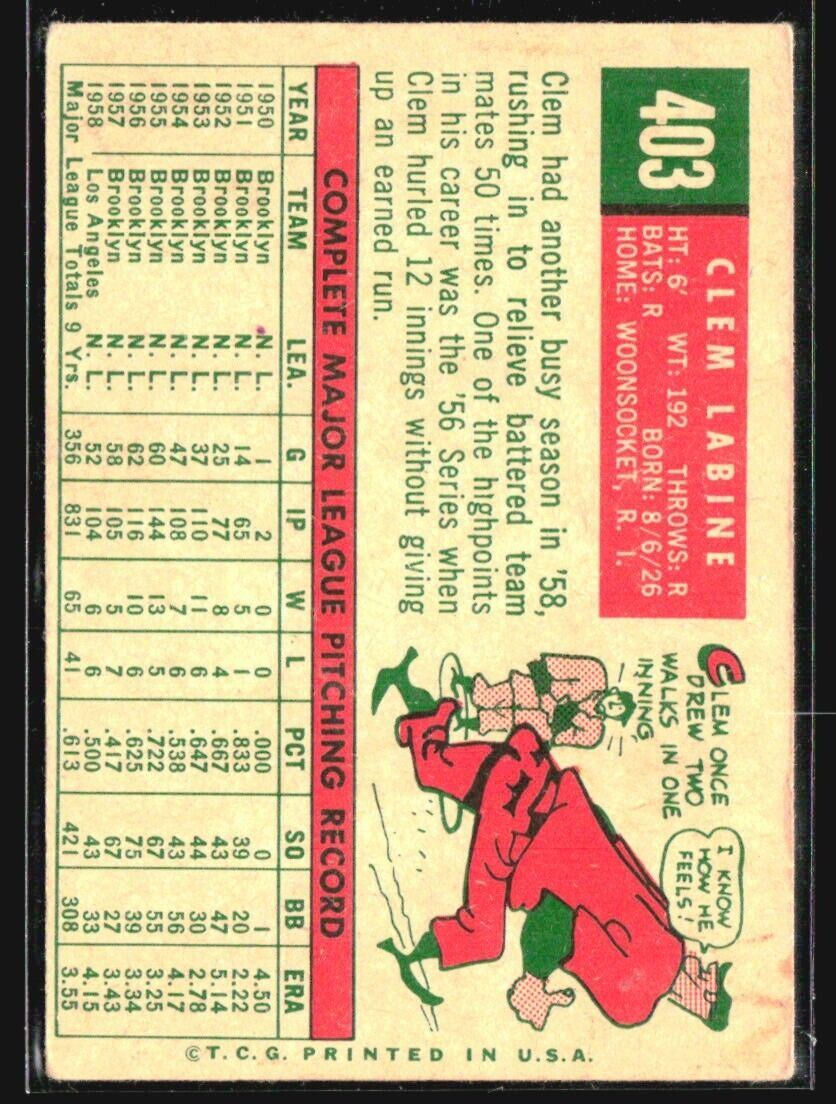 403
CLEM LABINE
HT: 6' WT: 192 THROWS: R
BATS: R BORN: 8/6/26
HOME: WOONSOCKET, R. I.
Clem had another busy season in '58,
rushing in to relieve battered team
mates 50 times. One of the highpoints
in his career was the '56 Series when
Clem hurled 12 innings without giving
up an earned run.
CLEM ONCE
DREW TWO
WALKS IN ONE
INNING
I KNOW
HOW HE
FEELS!
COMPLETE MAJOR LEAGUE PITCHING RECORD
YEAR TEAM LEA. G IP W L PCT SO BB ERA
1950 Brooklyn N. L. 1 2 0 0 .000 0 1 4.50
1951 Brooklyn N. L. 14 65 5 1 .833 39 20 2.22
1952 Brooklyn N. L. 25 77 8 4 .667 43 47 5.14
1953 Brooklyn N. L. 37 110 11 6 .647 44 30 2.78
1954 Brooklyn N. L. 47 108 7 6 .538 43 56 4.17
1955 Brooklyn N. L. 60 144 13 5 .722 67 55 3.25
1956 Brooklyn N. L. 62 116 10 6 .625 75 39 3.34
1957 Brooklyn N. L. 58 105 5 7 .417 67 27 3.43
1958 Los Angeles N. L. 52 104 6 6 .500 43 33 4.15
Major League Totals 9 Yrs. 356 831 65 41 .613 421 308 3.55
©T.C.G. PRINTED IN U.S.A.